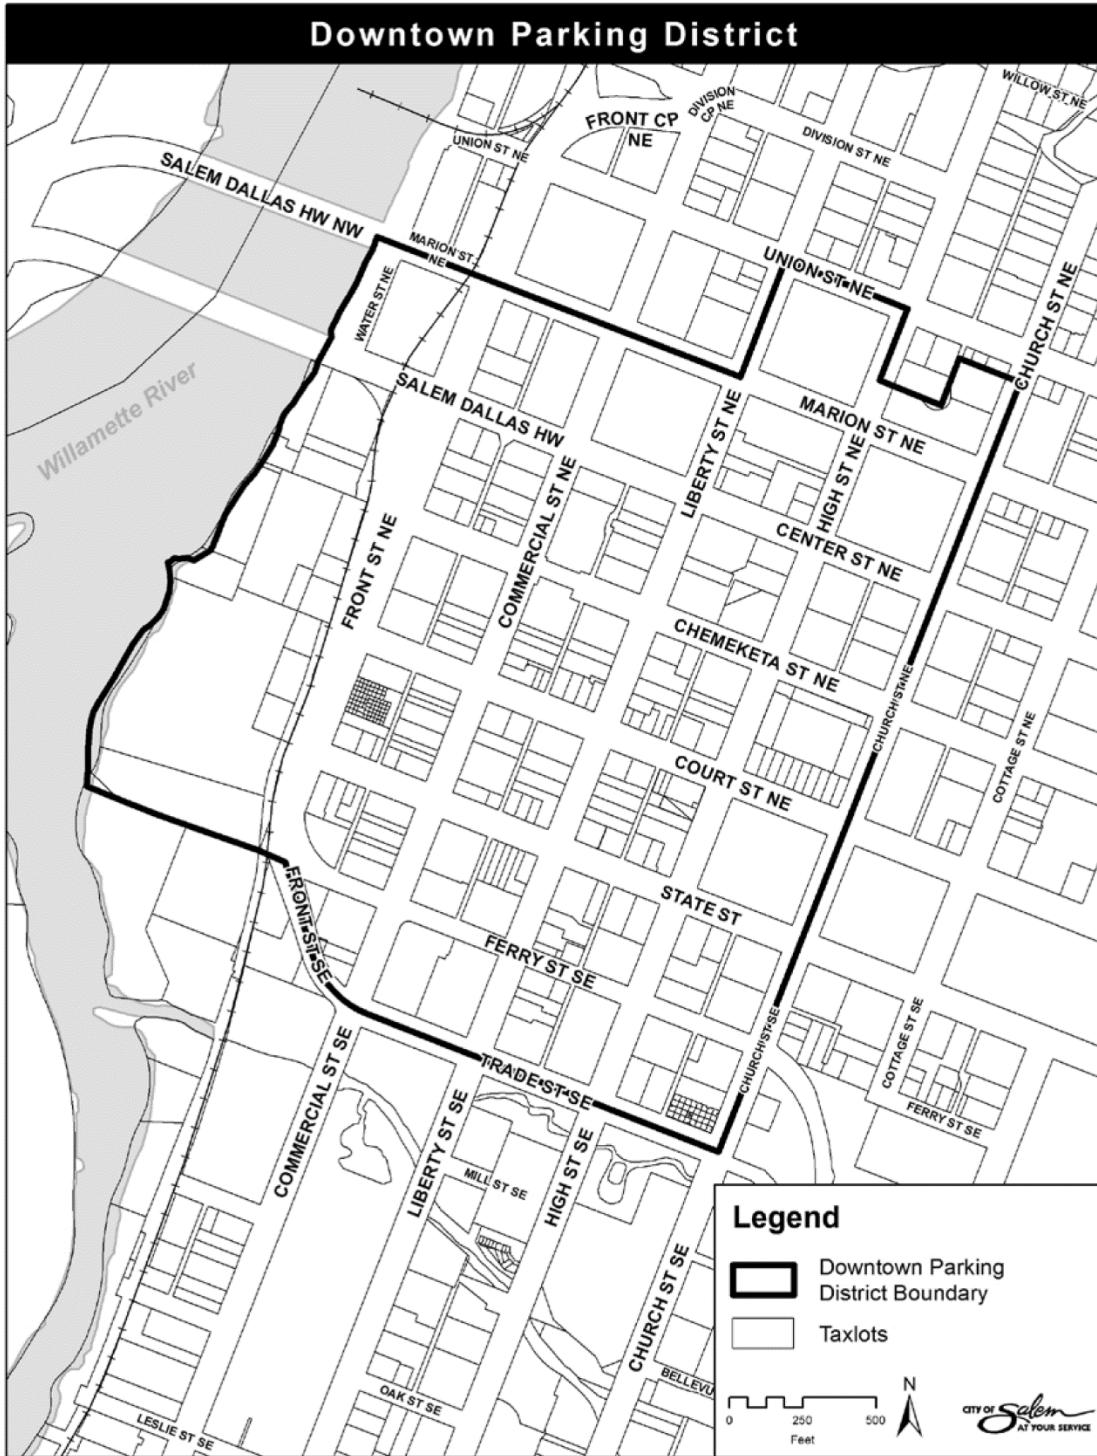 Downtown Parking District
WILLOW ST NE
DIVISION
CP NE
FRONT CP
NE
DIVISION ST NE
UNION ST NE
SALEM DALLAS HW NW
MARION ST
NE
UNION ST NE
CHURCH ST NE
WATER ST NE
SALEM DALLAS HW
Willamette River
LIBERTY ST NE
MARION ST NE
HIGH ST NE
COMMERCIAL ST NE
CENTER ST NE
FRONT ST NE
CHEMEKETA ST NE
CHURCH ST NE
COTTAGE ST NE
COURT ST NE
STATE ST
FRONT ST SE
FERRY ST SE
CHURCH ST SE
COTTAGE ST SE
FERRY ST SE
TRADE ST SE
COMMERCIAL ST SE
LIBERTY ST SE
MILL ST SE
HIGH ST SE
CHURCH ST SE
BELLEVU
OAK ST SE
LESLIE ST SE
Legend
Downtown Parking
District Boundary
Taxlots
N
0 250 500
Feet
CITY OF Salem
AT YOUR SERVICE